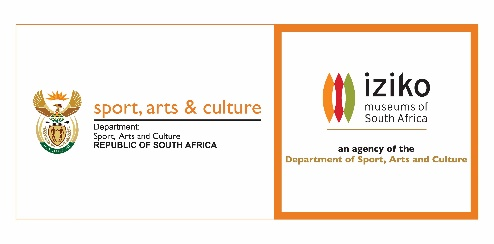 sport, arts & culture
Department:
Sport, Arts and Culture
REPUBLIC OF SOUTH AFRICA
iziko
museums of
South Africa
an agency of the
Department of Sport, Arts and Culture